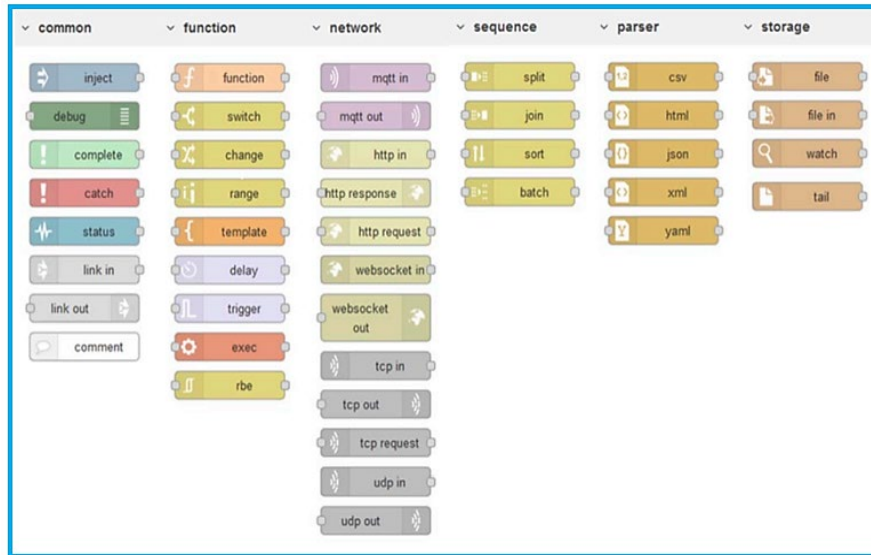 common
inject
debug
complete
catch
status
link in
link out
comment
function
function
switch
change
range
template
delay
trigger
exec
rbe
network
mqtt in
mqtt out
http in
http response
http request
websocket in
websocket
out
tcp in
tcp out
tcp request
udp in
udp out
sequence
split
join
sort
batch
parser
1,2
csv
html
json
xml
Y
yaml
storage
file
file in
watch
tail